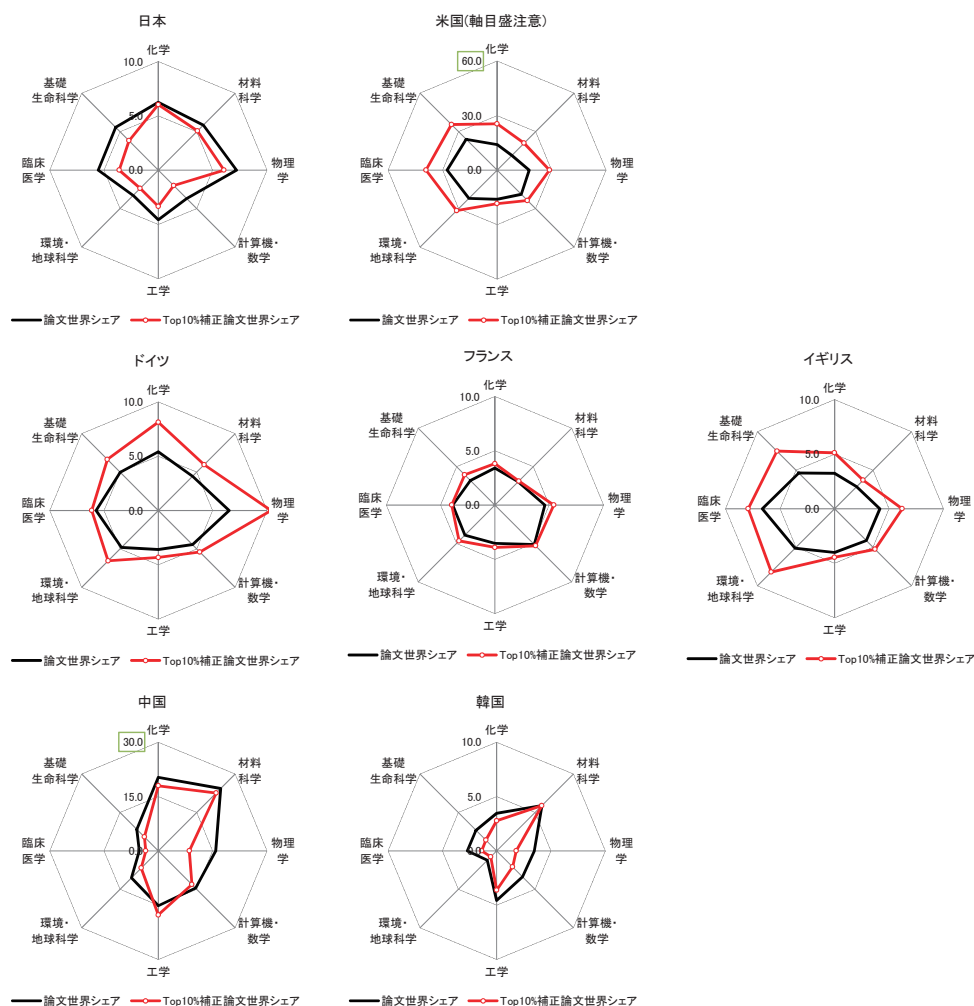 日本
化学
10.0
5.0
0.0
材料
科学
物理
学
計算機・
数学
工学
環境・
地球科学
臨床
医学
基礎
生命科学
論文世界シェア
Top10%補正論文世界シェア
米国(軸目盛注意)
化学
60.0
30.0
0.0
材料
科学
物理
学
計算機・
数学
工学
環境・
地球科学
臨床
医学
基礎
生命科学
論文世界シェア
Top10%補正論文世界シェア
ドイツ
化学
10.0
5.0
0.0
材料
科学
物理
学
計算機・
数学
工学
環境・
地球科学
臨床
医学
基礎
生命科学
論文世界シェア
Top10%補正論文世界シェア
フランス
化学
10.0
5.0
0.0
材料
科学
物理
学
計算機・
数学
工学
環境・
地球科学
臨床
医学
基礎
生命科学
論文世界シェア
Top10%補正論文世界シェア
イギリス
化学
10.0
5.0
0.0
材料
科学
物理
学
計算機・
数学
工学
環境・
地球科学
臨床
医学
基礎
生命科学
論文世界シェア
Top10%補正論文世界シェア
中国
化学
30.0
15.0
0.0
材料
科学
物理
学
計算機・
数学
工学
環境・
地球科学
臨床
医学
基礎
生命科学
論文世界シェア
Top10%補正論文世界シェア
韓国
化学
10.0
5.0
0.0
材料
科学
物理
学
計算機・
数学
工学
環境・
地球科学
臨床
医学
基礎
生命科学
論文世界シェア
Top10%補正論文世界シェア